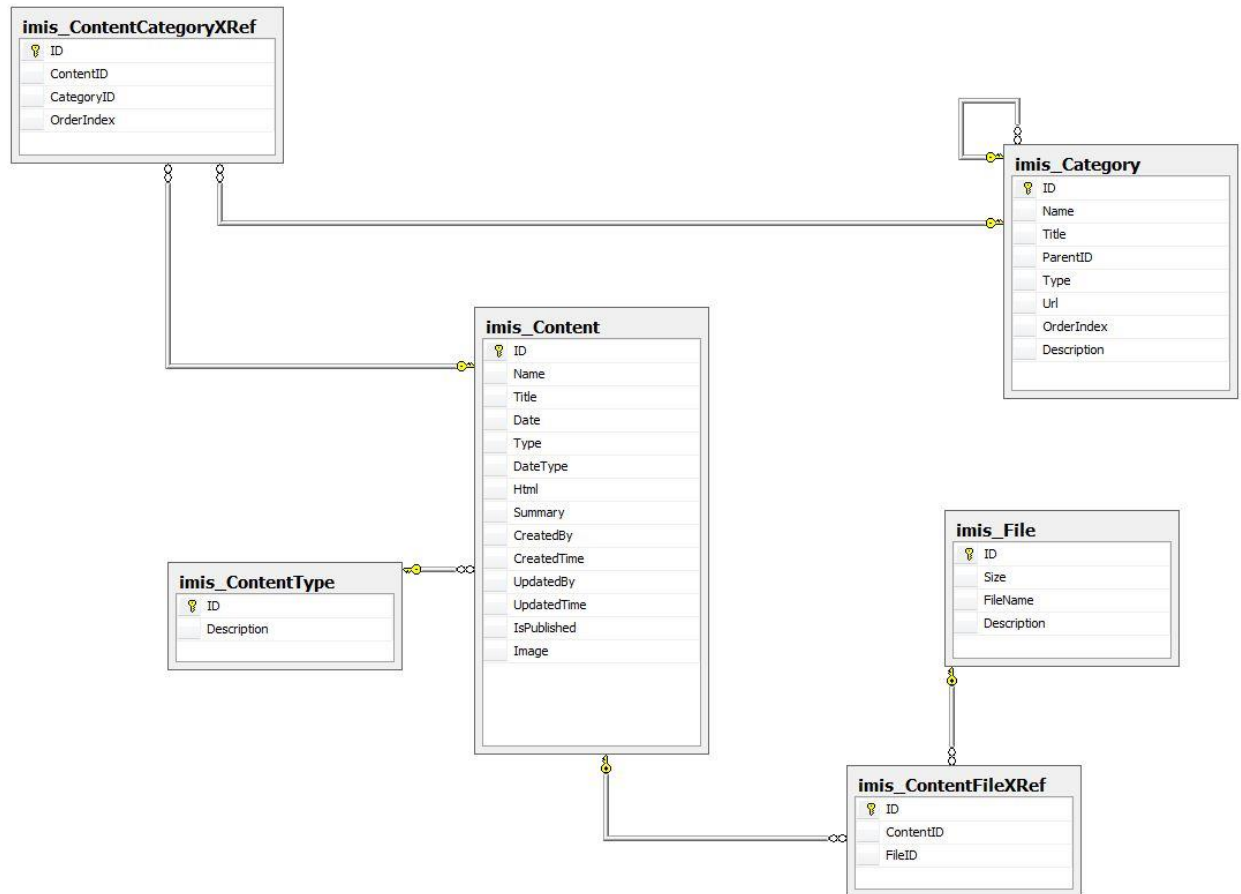 imis_ContentCategoryXRef
ID
ContentID
CategoryID
OrderIndex
imis_Category
ID
Name
Title
ParentID
Type
Url
OrderIndex
Description
imis_Content
ID
Name
Title
Date
Type
DateType
Html
Summary
CreatedBy
CreatedTime
UpdatedBy
UpdatedTime
IsPublished
Image
imis_ContentType
ID
Description
imis_File
ID
Size
FileName
Description
imis_ContentFileXRef
ID
ContentID
FileID